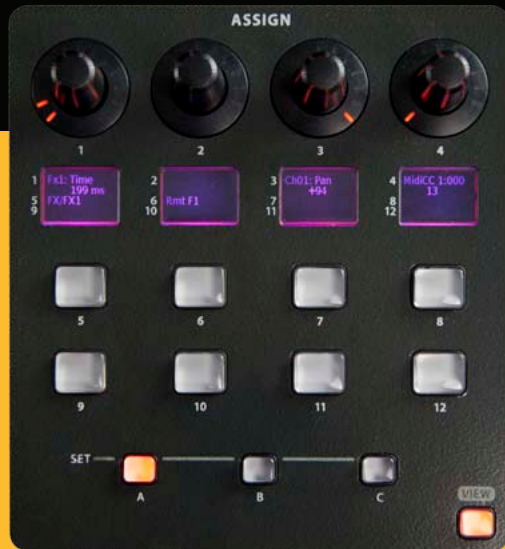 ASSIGN
1 2 3 4
1 Fx1: Time
199 ms
5 FX/FX1
9
2
6 Rmt F1
10
3 Ch01: Pan
+94
7
11
4 MidiCC 1:000
13
8
12
5 6 7 8
9 10 11 12
SET
A B C
VIEW